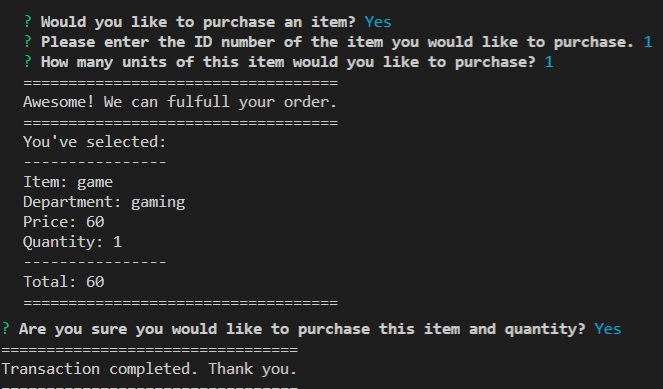 ? Would you like to purchase an item? Yes
? Please enter the ID number of the item you would like to purchase. 1
? How many units of this item would you like to purchase? 1
===================================
Awesome! We can fulfull your order.
===================================
You've selected:
----------------
Item: game
Department: gaming
Price: 60
Quantity: 1
----------------
Total: 60
===================================
? Are you sure you would like to purchase this item and quantity? Yes
=================================
Transaction completed. Thank you.
=================================